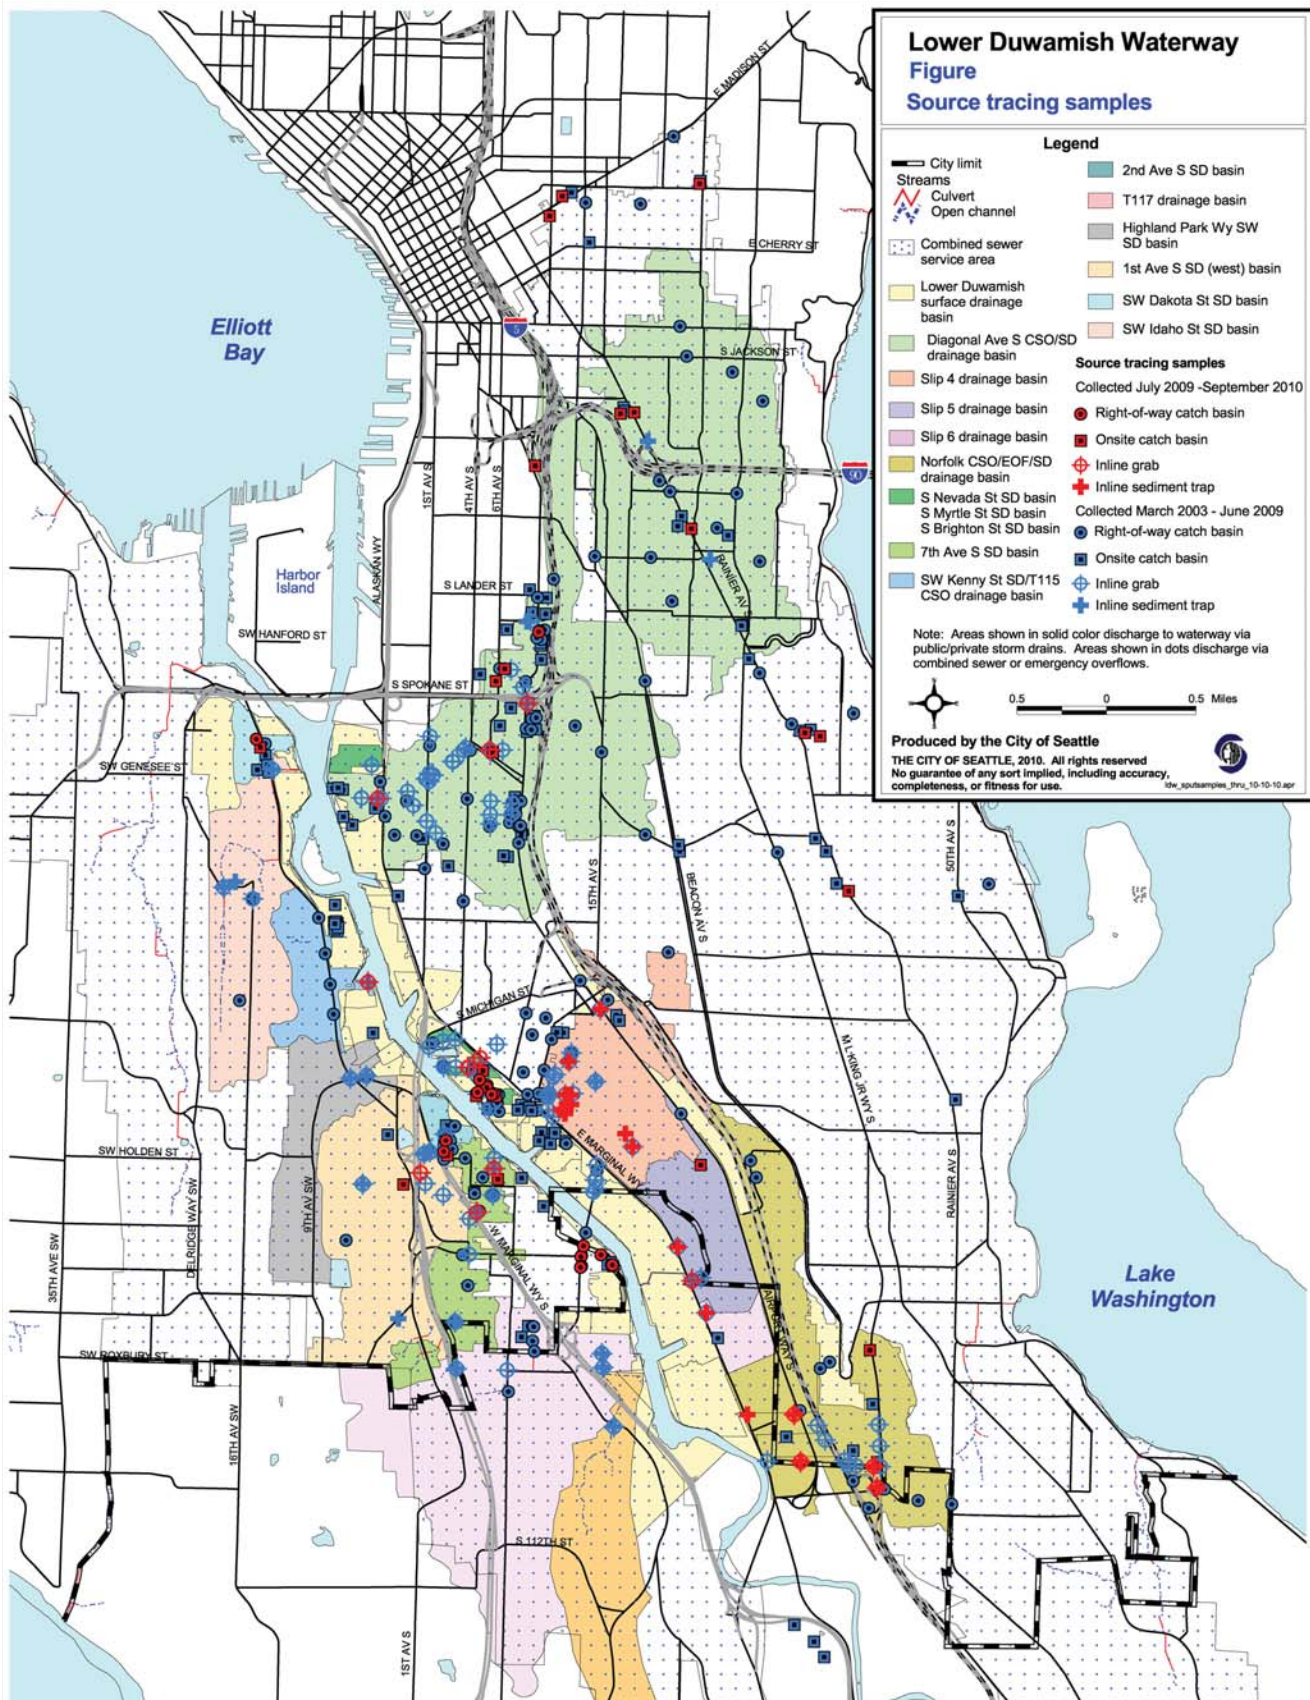 Lower Duwamish Waterway
Figure
Source tracing samples
Legend
City limit
Streams
Culvert
Open channel
Combined sewer
service area
Lower Duwamish
surface drainage
basin
Diagonal Ave S CSO/SD
drainage basin
Slip 4 drainage basin
Slip 5 drainage basin
Slip 6 drainage basin
Norfolk CSO/EOF/SD
drainage basin
S Nevada St SD basin
S Myrtle St SD basin
S Brighton St SD basin
7th Ave S SD basin
SW Kenny St SD/T115
CSO drainage basin
2nd Ave S SD basin
T117 drainage basin
Highland Park Wy SW
SD basin
1st Ave S SD (west) basin
SW Dakota St SD basin
SW Idaho St SD basin
Source tracing samples
Collected July 2009 -September 2010
Right-of-way catch basin
Onsite catch basin
Inline grab
Inline sediment trap
Collected March 2003 - June 2009
Right-of-way catch basin
Onsite catch basin
Inline grab
Inline sediment trap
Note: Areas shown in solid color discharge to waterway via
public/private storm drains. Areas shown in dots discharge via
combined sewer or emergency overflows.
0.5 0 0.5 Miles
Produced by the City of Seattle
THE CITY OF SEATTLE, 2010. All rights reserved
No guarantee of any sort implied, including accuracy,
completeness, or fitness for use.
ldw_sputsamples_thru_10-10-10.apr
E MADISON ST
E CHERRY ST
Elliott
Bay
5
S JACKSON ST
90
1ST AV S
4TH AV S
6TH AV S
ALASKAN WY
Harbor
Island
S LANDER ST
RAINIER AV S
SW HANFORD ST
S SPOKANE ST
SW GENESEE ST
15TH AV S
BEACON AV S
50TH AV S
S MICHIGAN ST
M L KING JR WY S
SW HOLDEN ST
E MARGINAL WY S
RAINIER AV S
35TH AVE SW
DELRIDGE WAY SW
9TH AV SW
W MARGINAL WY S
Lake
Washington
SW ROXBURY ST
16TH AV SW
S 112TH ST
1ST AV S